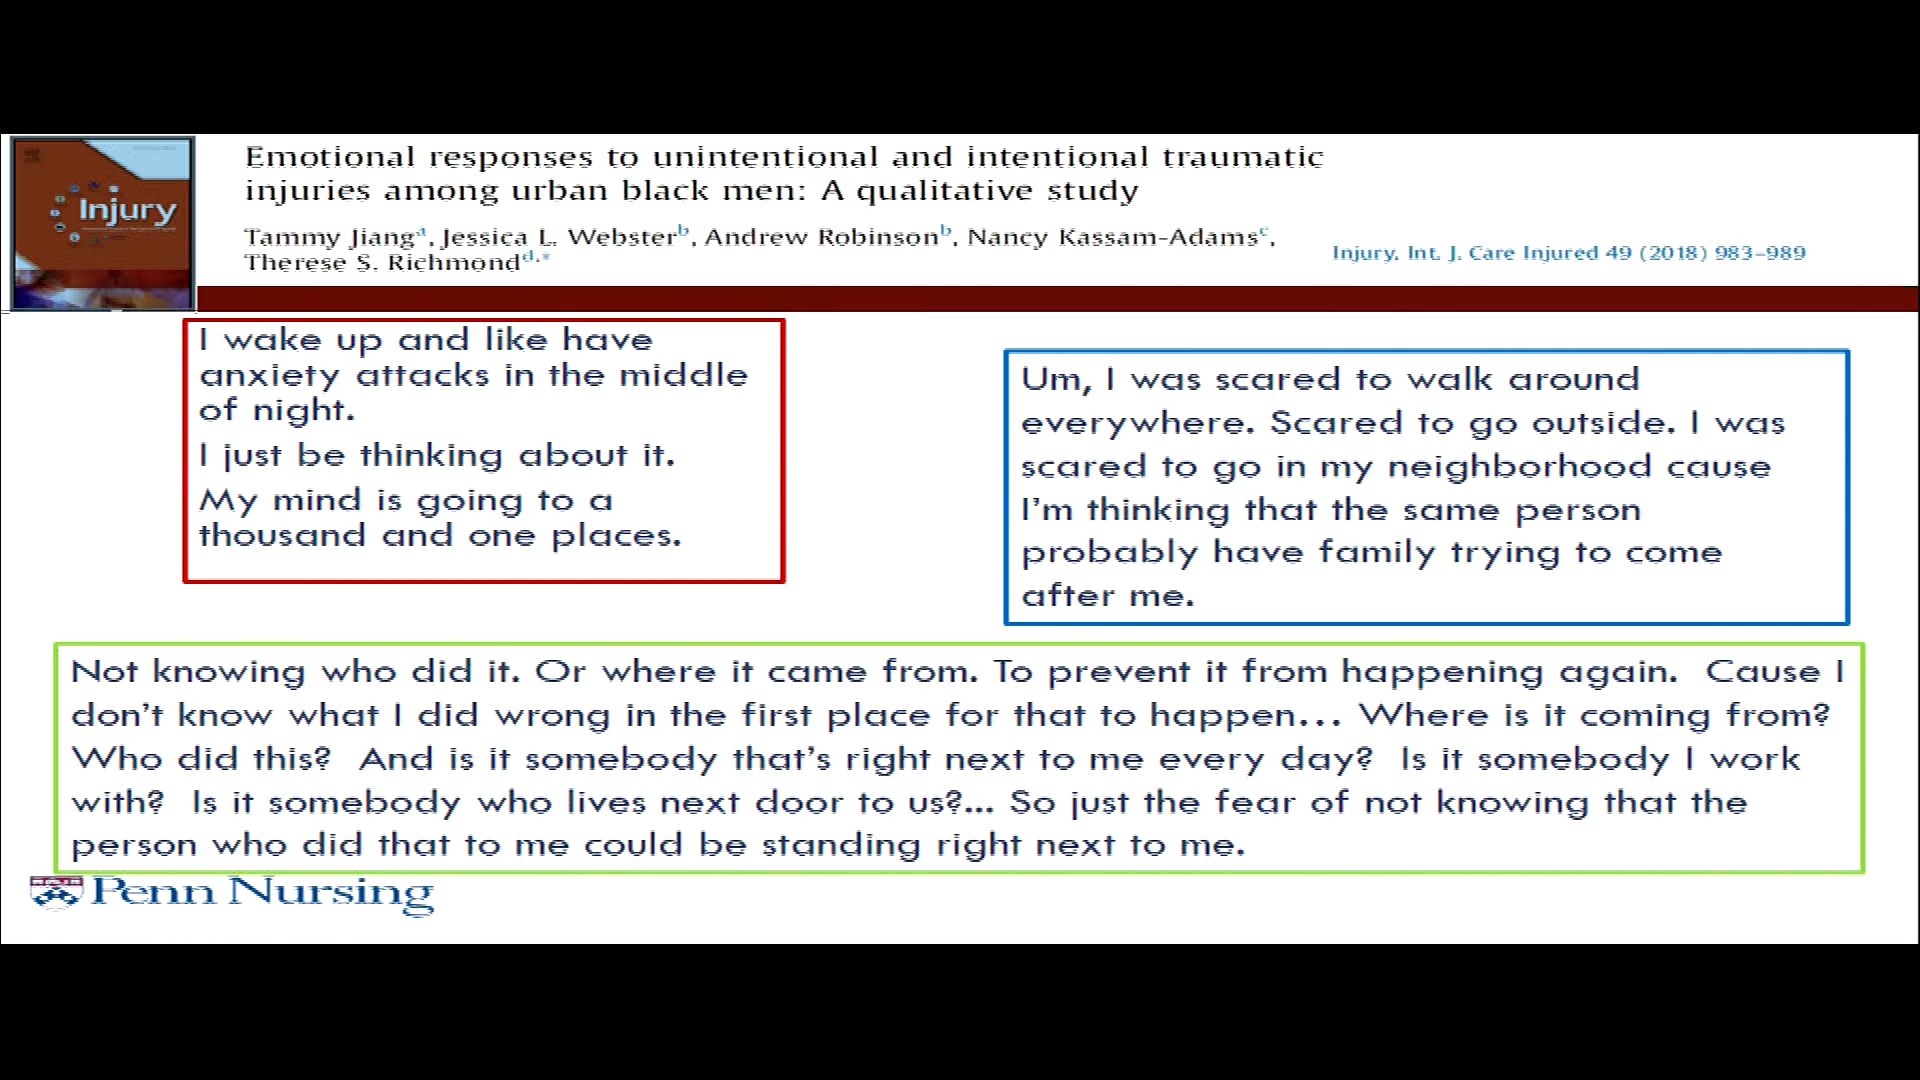 Injury
Emotional responses to unintentional and intentional traumatic
injuries among urban black men: A qualitative study
Tammy Jiangᵃ, Jessica L. Websterᵇ, Andrew Robinsonᵇ, Nancy Kassam-Adamsᶜ,
Therese S. Richmondᵈ,*
Injury, Int. J. Care Injured 49 (2018) 983–989
I wake up and like have
anxiety attacks in the middle
of night.
I just be thinking about it.
My mind is going to a
thousand and one places.
Um, I was scared to walk around
everywhere. Scared to go outside. I was
scared to go in my neighborhood cause
I'm thinking that the same person
probably have family trying to come
after me.
Not knowing who did it. Or where it came from. To prevent it from happening again. Cause I
don't know what I did wrong in the first place for that to happen... Where is it coming from?
Who did this? And is it somebody that's right next to me every day? Is it somebody I work
with? Is it somebody who lives next door to us?... So just the fear of not knowing that the
person who did that to me could be standing right next to me.
Penn Nursing